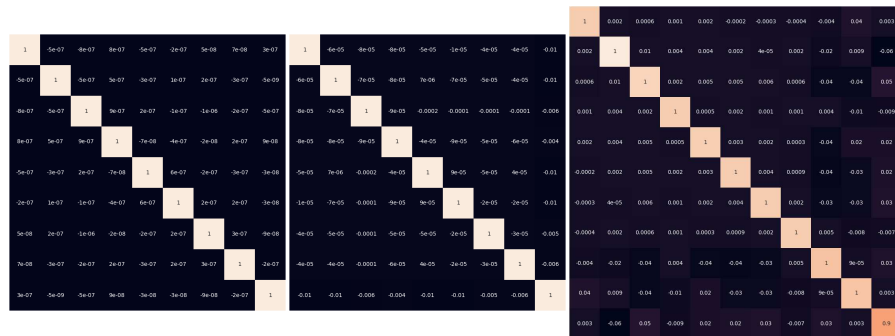 1 -5e-07 -8e-07 8e-07 -5e-07 -2e-07 5e-08 7e-08 3e-07
-5e-07 1 -5e-07 5e-07 -3e-07 1e-07 2e-07 -3e-07 -5e-09
-8e-07 -5e-07 1 9e-07 2e-07 -1e-07 -1e-06 -2e-07 -5e-07
8e-07 5e-07 9e-07 1 -7e-08 -4e-07 -2e-08 2e-07 9e-08
-5e-07 -3e-07 2e-07 -7e-08 1 6e-07 -2e-07 -2e-07 -3e-08
-2e-07 1e-07 -1e-07 -4e-07 6e-07 1 2e-07 2e-07 -3e-08
5e-08 2e-07 -1e-06 -2e-08 -2e-07 2e-07 1 3e-07 -9e-08
7e-08 -3e-07 -2e-07 2e-07 -2e-07 2e-07 3e-07 1 -2e-07
3e-07 -5e-09 -5e-07 9e-08 -3e-08 -3e-08 -9e-08 -2e-07 1
1 -6e-05 -8e-05 -8e-05 -5e-05 -1e-05 -4e-05 -4e-05 -0.01
-6e-05 1 -7e-05 -8e-05 7e-06 -7e-05 -5e-05 -4e-05 -0.01
-8e-05 -7e-05 1 -9e-05 -0.0002 -0.0001 -0.0001 -0.0001 -0.006
-8e-05 -8e-05 -9e-05 1 -4e-05 -9e-05 -5e-05 -6e-05 -0.004
-5e-05 7e-06 -0.0002 -4e-05 1 9e-05 -5e-05 4e-05 -0.01
-1e-05 -7e-05 -0.0001 -9e-05 9e-05 1 -2e-05 -2e-05 -0.01
-4e-05 -5e-05 -0.0001 -5e-05 -5e-05 -2e-05 1 -3e-05 -0.005
-4e-05 -4e-05 -0.0001 -6e-05 4e-05 -2e-05 -3e-05 1 -0.006
-0.01 -0.01 -0.006 -0.004 -0.01 -0.01 -0.005 -0.006 1
1 0.002 0.0006 0.001 0.002 -0.0002 -0.0003 -0.0004 -0.004 0.04 0.003
0.002 1 0.01 0.004 0.004 0.002 4e-05 0.002 -0.02 0.009 -0.06
0.0006 0.01 1 0.002 0.005 0.005 0.006 0.0006 -0.04 -0.04 0.05
0.001 0.004 0.002 1 0.0005 0.002 0.001 0.001 0.004 -0.01 -0.009
0.002 0.004 0.005 0.0005 1 0.003 0.002 0.0003 -0.04 0.02 0.02
-0.0002 0.002 0.005 0.002 0.003 1 0.004 0.0009 -0.04 -0.03 0.02
-0.0003 4e-05 0.006 0.001 0.002 0.004 1 0.002 -0.03 -0.03 0.03
-0.0004 0.002 0.0006 0.001 0.0003 0.0009 0.002 1 0.005 -0.008 -0.007
-0.004 -0.02 -0.04 0.004 -0.04 -0.04 -0.03 0.005 1 9e-05 0.03
0.04 0.009 -0.04 -0.01 0.02 -0.03 -0.03 -0.008 9e-05 1 0.003
0.003 -0.06 0.05 -0.009 0.02 0.02 0.03 -0.007 0.03 0.003 0.9